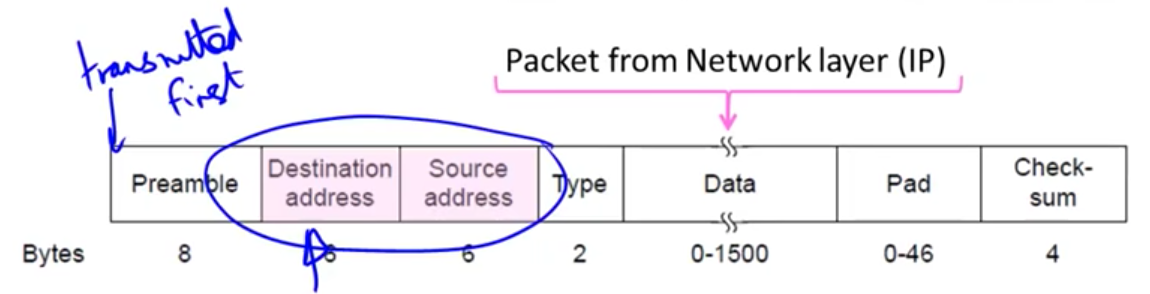 transmitted
first
Packet from Network layer (IP)
Preamble
Destination
address
Source
address
Type
Data
Pad
Check-
sum
Bytes 8 6 6 2 0-1500 0-46 4